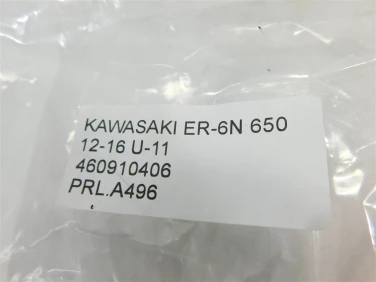 KAWASAKI ER-6N 650
12-16 U-11
460910406
PRL.A496